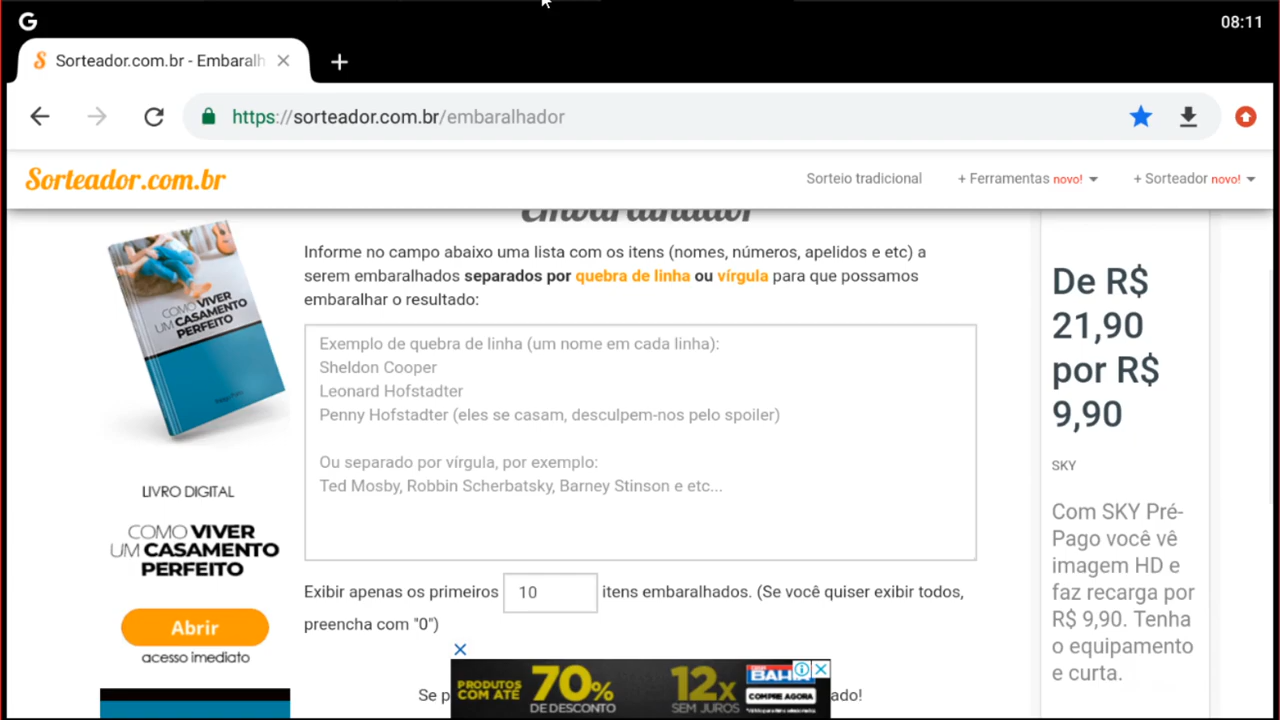 G
08:11
S Sorteador.com.br - Embaralh
https://sorteador.com.br/embaralhador
Sorteador.com.br
Sorteio tradicional
+ Ferramentas novo!
+ Sorteador novo!
Embaralhador
COMO VIVER
UM CASAMENTO
PERFEITO
LIVRO DIGITAL
COMO VIVER
UM CASAMENTO
PERFEITO
Abrir
acesso imediato
Informe no campo abaixo uma lista com os itens (nomes, números, apelidos e etc) a
serem embaralhados separados por quebra de linha ou vírgula para que possamos
embaralhar o resultado:
Exemplo de quebra de linha (um nome em cada linha):
Sheldon Cooper
Leonard Hofstadter
Penny Hofstadter (eles se casam, desculpem-nos pelo spoiler)
Ou separado por vírgula, por exemplo:
Ted Mosby, Robbin Scherbatsky, Barney Stinson e etc...
Exibir apenas os primeiros 10 itens embaralhados. (Se você quiser exibir todos,
preencha com "0")
Se p
ado!
PRODUTOS
COM ATÉ
70%
DE DESCONTO
12x
SEM JUROS
BAHIA
COMPRE AGORA
De R$
21,90
por R$
9,90
SKY
Com SKY Pré-
Pago você vê
imagem HD e
faz recarga por
R$ 9,90. Tenha
o equipamento
e curta.